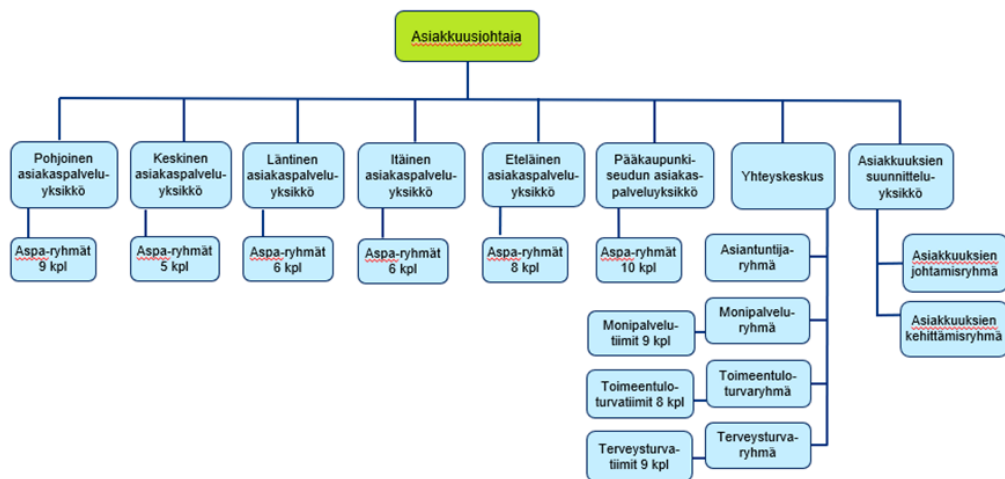 Asiakkuusjohtaja
Pohjoinen
asiakaspalvelu-
yksikkö
Keskinen
asiakaspalvelu-
yksikkö
Läntinen
asiakaspalvelu-
yksikkö
Itäinen
asiakaspalvelu-
yksikkö
Eteläinen
asiakaspalvelu-
yksikkö
Pääkaupunki-
seudun asiakas-
palveluyksikkö
Yhteyskeskus
Asiakkuuksien
suunnittelu-
yksikkö
Aspa-ryhmät
9 kpl
Aspa-ryhmät
5 kpl
Aspa-ryhmät
6 kpl
Aspa-ryhmät
6 kpl
Aspa-ryhmät
8 kpl
Aspa-ryhmät
10 kpl
Asiantuntija-
ryhmä
Asiakkuuksien
johtamisryhmä
Monipalvelu-
tiimit 9 kpl
Monipalvelu-
ryhmä
Asiakkuuksien
kehittämisryhmä
Toimeentulo-
turvatiimit 8 kpl
Toimeentulo-
turvaryhmä
Terveysturva-
tiimit 9 kpl
Terveysturva-
ryhmä